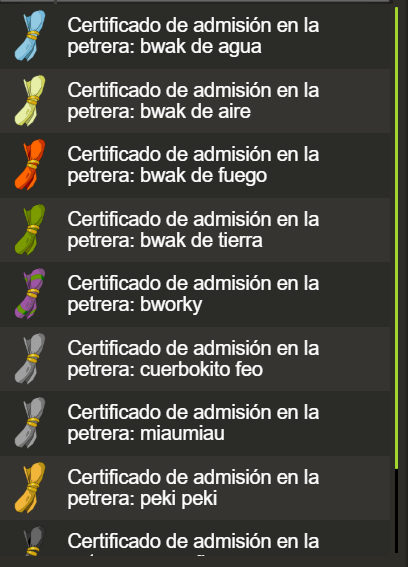 Certificado de admisión en la
petrera: bwak de agua
Certificado de admisión en la
petrera: bwak de aire
Certificado de admisión en la
petrera: bwak de fuego
Certificado de admisión en la
petrera: bwak de tierra
Certificado de admisión en la
petrera: bworky
Certificado de admisión en la
petrera: cuerbokito feo
Certificado de admisión en la
petrera: miaumiau
Certificado de admisión en la
petrera: peki peki
Certificado de admisión en la